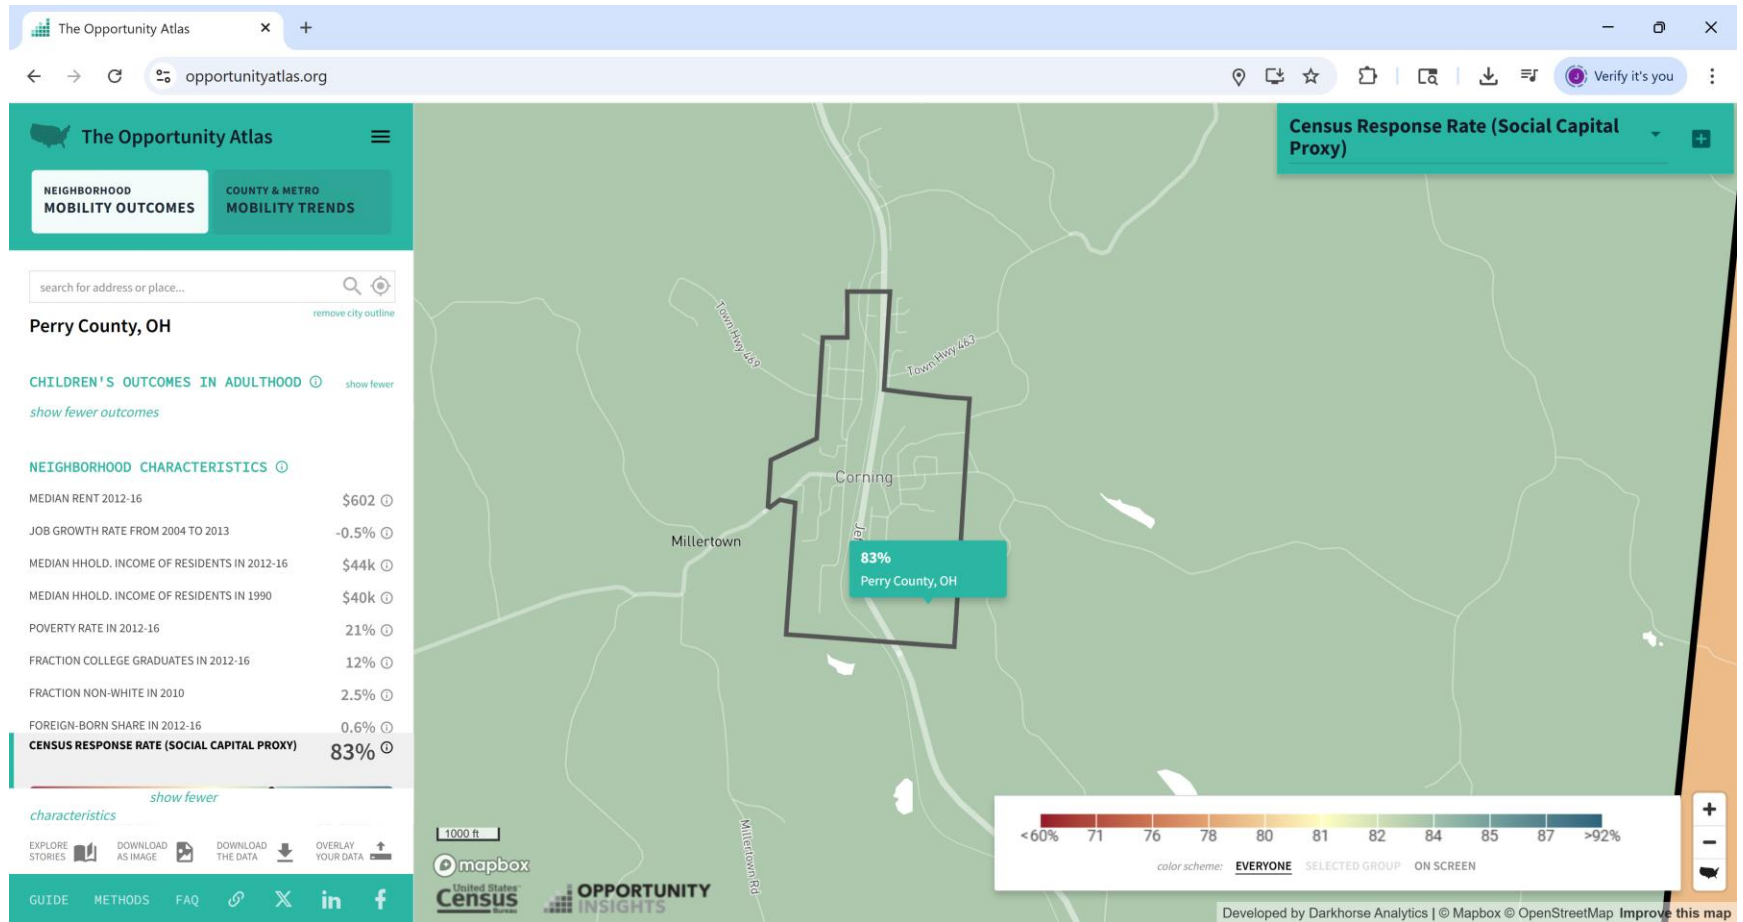 The Opportunity Atlas
opportunityatlas.org
Verify it's you
The Opportunity Atlas
NEIGHBORHOOD
MOBILITY OUTCOMES
COUNTY & METRO
MOBILITY TRENDS
search for address or place...
remove city outline
Perry County, OH
CHILDREN'S OUTCOMES IN ADULTHOOD
show fewer
show fewer outcomes
NEIGHBORHOOD CHARACTERISTICS
MEDIAN RENT 2012-16 $602
JOB GROWTH RATE FROM 2004 TO 2013 -0.5%
MEDIAN HHOLD. INCOME OF RESIDENTS IN 2012-16 $44k
MEDIAN HHOLD. INCOME OF RESIDENTS IN 1990 $40k
POVERTY RATE IN 2012-16 21%
FRACTION COLLEGE GRADUATES IN 2012-16 12%
FRACTION NON-WHITE IN 2010 2.5%
FOREIGN-BORN SHARE IN 2012-16 0.6%
CENSUS RESPONSE RATE (SOCIAL CAPITAL PROXY) 83%
show fewer
characteristics
EXPLORE
STORIES
DOWNLOAD
AS IMAGE
DOWNLOAD
THE DATA
OVERLAY
YOUR DATA
GUIDE METHODS FAQ
Census Response Rate (Social Capital
Proxy)
Town Hwy 469
Town Hwy 463
Corning
Millertown
Jef
83%
Perry County, OH
Millertown Rd
1000 ft
mapbox
United States
Census
Bureau
OPPORTUNITY
INSIGHTS
<60% 71 76 78 80 81 82 84 85 87 >92%
color scheme: EVERYONE SELECTED GROUP ON SCREEN
Developed by Darkhorse Analytics | © Mapbox © OpenStreetMap Improve this map